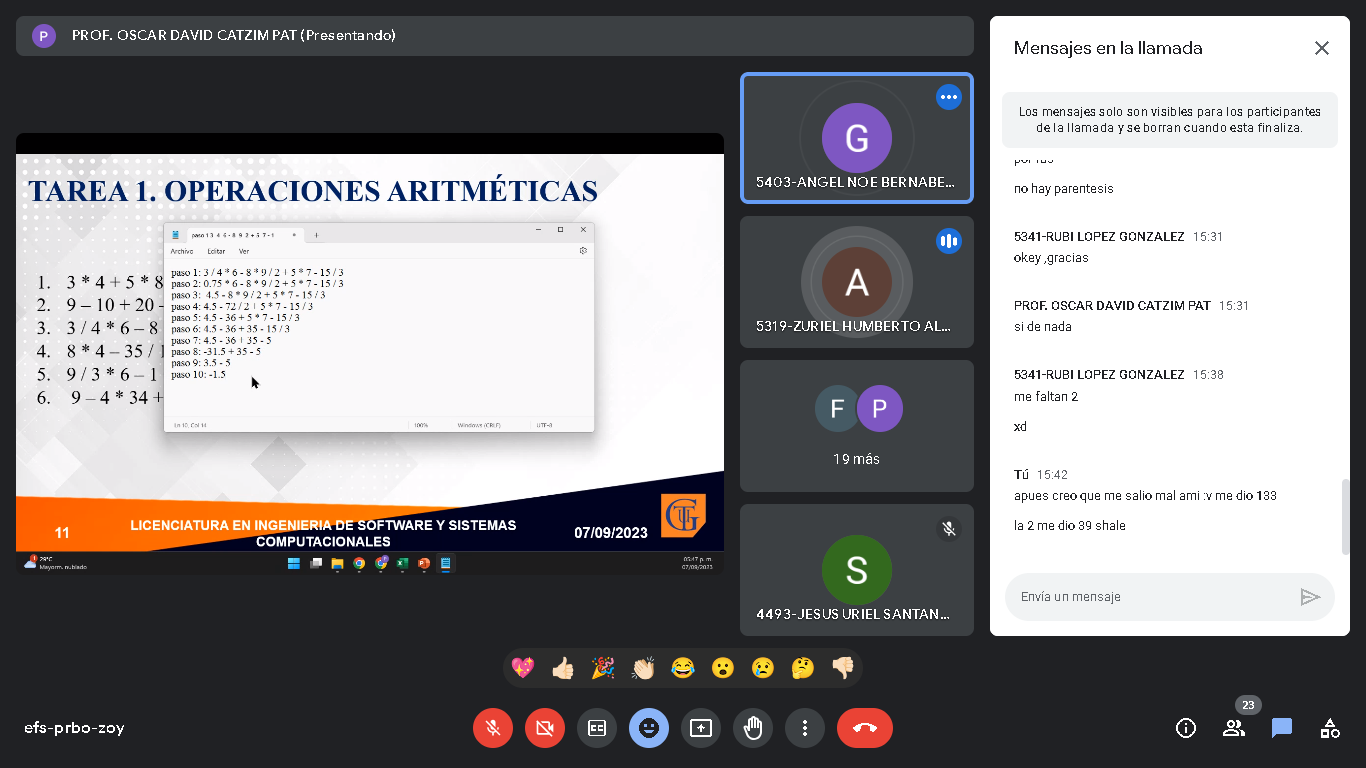 P PROF. OSCAR DAVID CATZIM PAT (Presentando)
TAREA 1. OPERACIONES ARITMÉTICAS
1. 3 * 4 + 5 * 8
2. 9 – 10 + 20 -
3. 3 / 4 * 6 – 8
4. 8 * 4 – 35 / 1
5. 9 / 3 * 6 – 1
6. 9 – 4 * 34 +
paso 1 3 4 6 - 8 9 2 + 5 7 - 1
Archivo Editar Ver
paso 1: 3 / 4 * 6 - 8 * 9 / 2 + 5 * 7 - 15 / 3
paso 2: 0.75 * 6 - 8 * 9 / 2 + 5 * 7 - 15 / 3
paso 3: 4.5 - 8 * 9 / 2 + 5 * 7 - 15 / 3
paso 4: 4.5 - 72 / 2 + 5 * 7 - 15 / 3
paso 5: 4.5 - 36 + 5 * 7 - 15 / 3
paso 6: 4.5 - 36 + 35 - 15 / 3
paso 7: 4.5 - 36 + 35 - 5
paso 8: -31.5 + 35 - 5
paso 9: 3.5 - 5
paso 10: -1.5
Ln 10, Col 14 100% Windows (CRLF) UTF-8
11
LICENCIATURA EN INGENIERIA DE SOFTWARE Y SISTEMAS
COMPUTACIONALES
07/09/2023
29°C
Mayorm. nublado
05:47 p. m.
07/09/2023
G
5403-ANGEL NOE BERNABE...
A
5319-ZURIEL HUMBERTO AL...
F P
19 más
S
4493-JESUS URIEL SANTAN...
Mensajes en la llamada
Los mensajes solo son visibles para los participantes
de la llamada y se borran cuando esta finaliza.
no hay parentesis
5341-RUBI LOPEZ GONZALEZ 15:31
okey ,gracias
PROF. OSCAR DAVID CATZIM PAT 15:31
si de nada
5341-RUBI LOPEZ GONZALEZ 15:38
me faltan 2
xd
Tú 15:42
apues creo que me salio mal ami :v me dio 133
la 2 me dio 39 shale
Envía un mensaje
efs-prbo-zoy
23